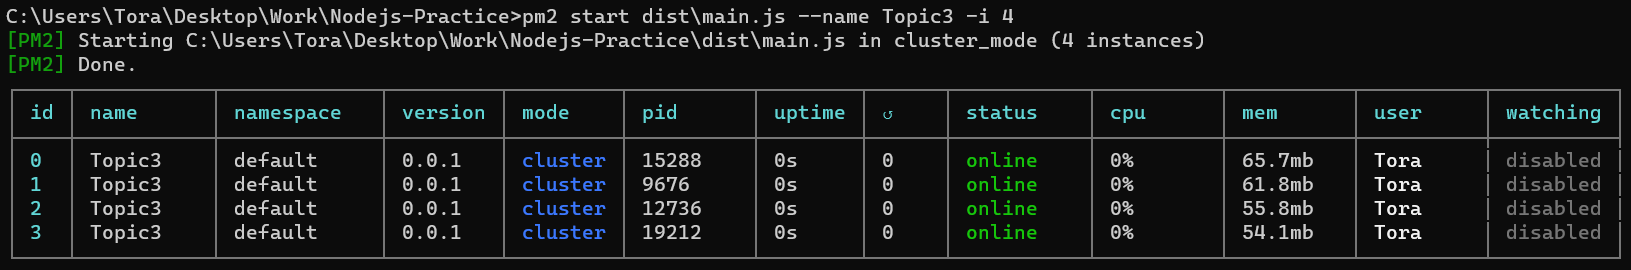 C:\Users\Tora\Desktop\Work\Nodejs-Practice>pm2 start dist\main.js --name Topic3 -i 4
[PM2] Starting C:\Users\Tora\Desktop\Work\Nodejs-Practice\dist\main.js in cluster_mode (4 instances)
[PM2] Done.
id name namespace version mode pid uptime ↺ status cpu mem user watching
0 Topic3 default 0.0.1 cluster 15288 0s 0 online 0% 65.7mb Tora disabled
1 Topic3 default 0.0.1 cluster 9676 0s 0 online 0% 61.8mb Tora disabled
2 Topic3 default 0.0.1 cluster 12736 0s 0 online 0% 55.8mb Tora disabled
3 Topic3 default 0.0.1 cluster 19212 0s 0 online 0% 54.1mb Tora disabled